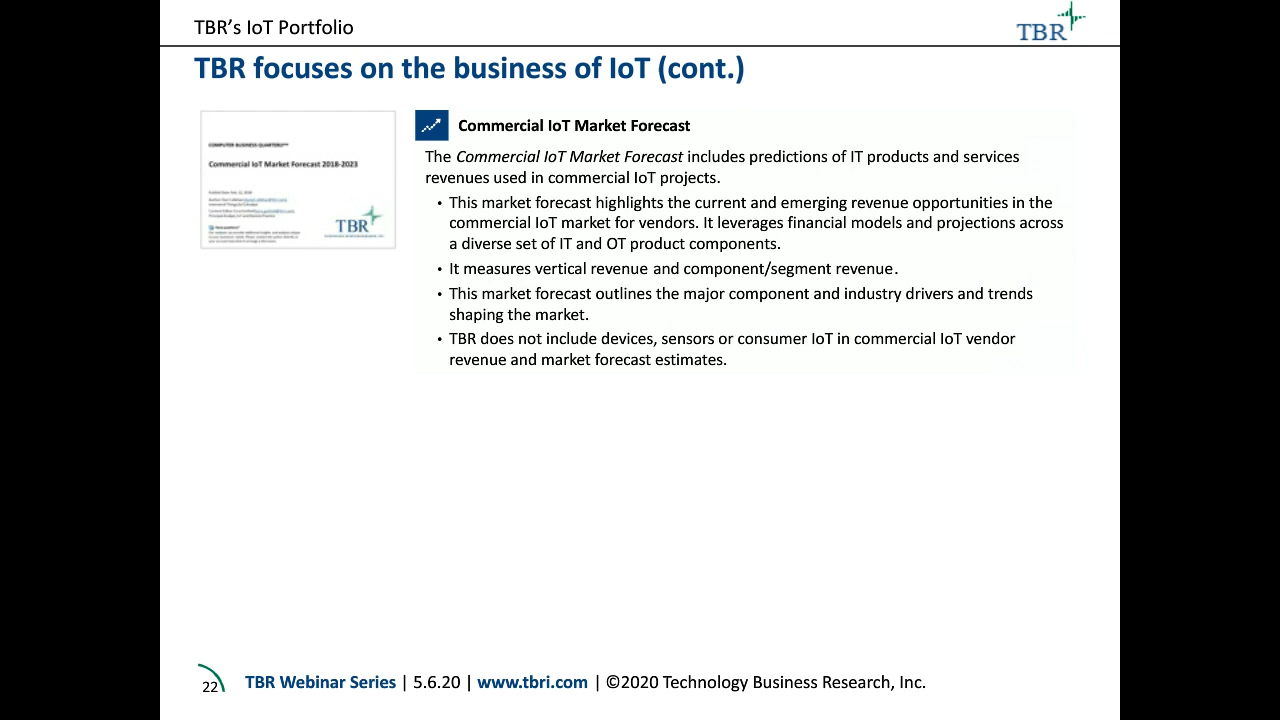 TBR’s IoT Portfolio
TBR
TBR focuses on the business of IoT (cont.)
COMPUTER BUSINESS QUARTERLY℠
Commercial IoT Market Forecast 2018-2023
TBR
Commercial IoT Market Forecast
The Commercial IoT Market Forecast includes predictions of IT products and services
revenues used in commercial IoT projects.
• This market forecast highlights the current and emerging revenue opportunities in the
commercial IoT market for vendors. It leverages financial models and projections across
a diverse set of IT and OT product components.
• It measures vertical revenue and component/segment revenue.
• This market forecast outlines the major component and industry drivers and trends
shaping the market.
• TBR does not include devices, sensors or consumer IoT in commercial IoT vendor
revenue and market forecast estimates.
22 TBR Webinar Series | 5.6.20 | www.tbri.com | ©2020 Technology Business Research, Inc.